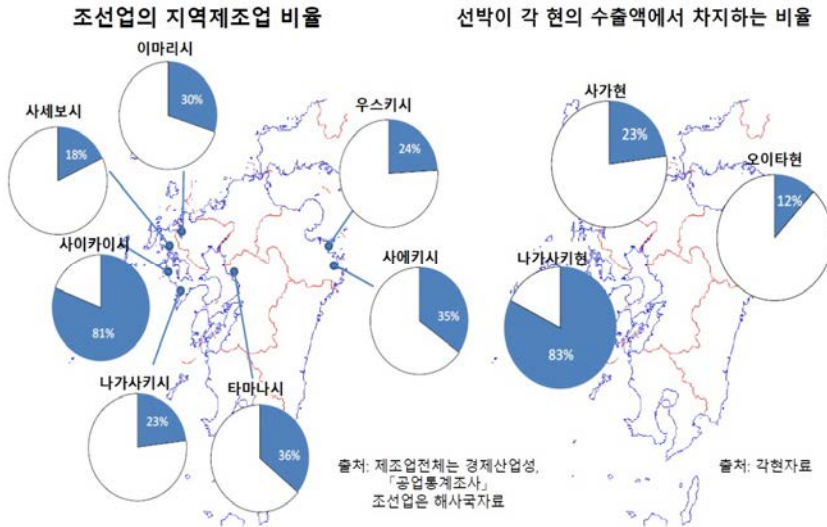 조선업의 지역제조업 비율
이마리시
30%
사세보시
18%
우스키시
24%
사이카이시
81%
사에키시
35%
나가사키시
23%
타마나시
36%
출처: 제조업전체는 경제산업성,
「공업통계조사」
조선업은 해사국자료
선박이 각 현의 수출액에서 차지하는 비율
사가현
23%
오이타현
12%
나가사키현
83%
출처: 각현자료